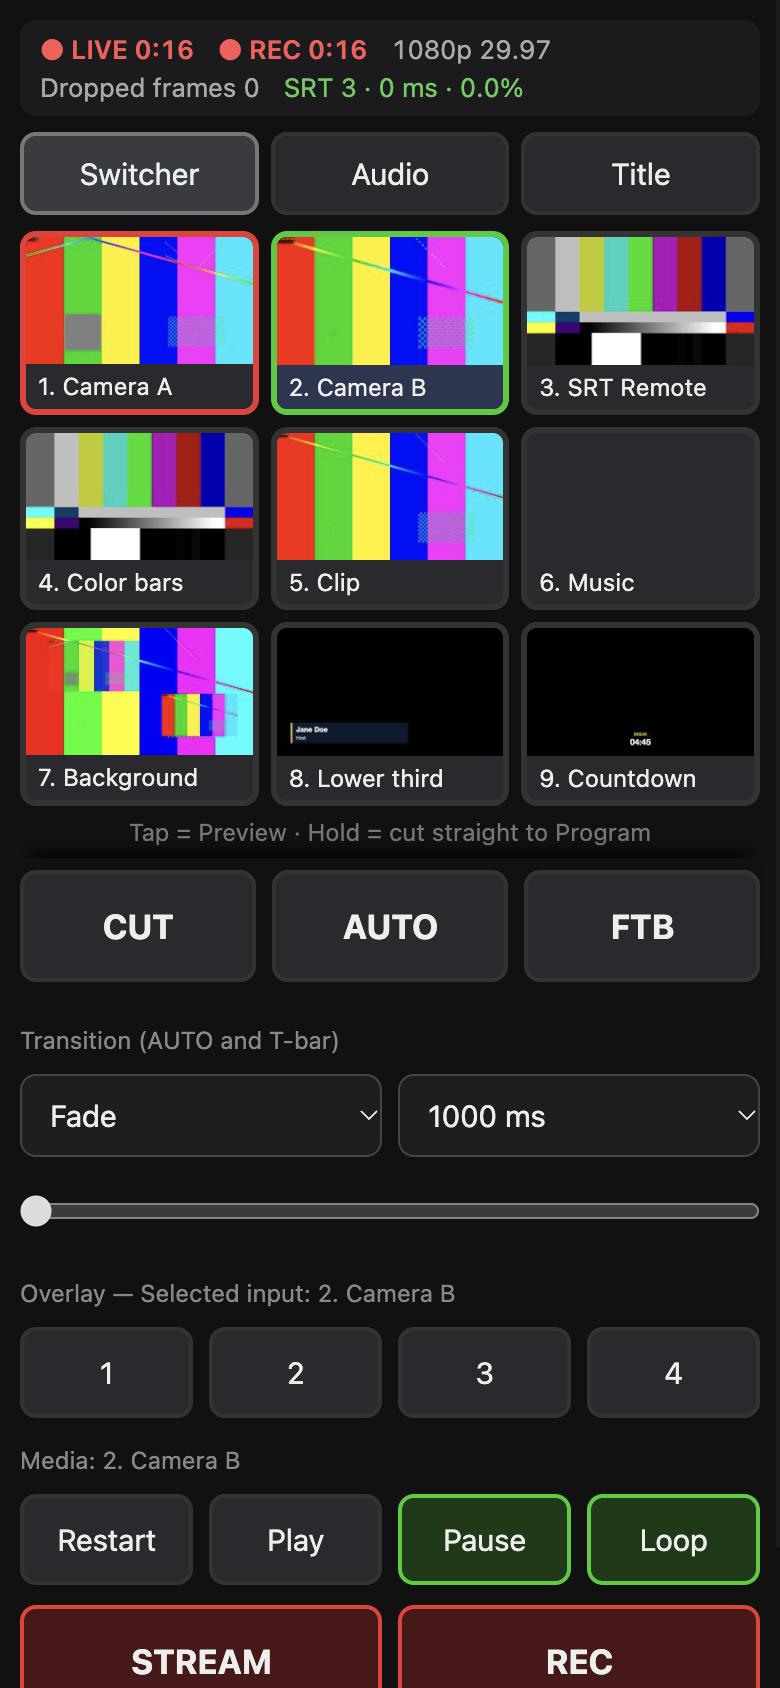 LIVE 0:16 REC 0:16 1080p 29.97
Dropped frames 0 SRT 3 · 0 ms · 0.0%
Switcher Audio Title
1. Camera A 2. Camera B 3. SRT Remote
4. Color bars 5. Clip 6. Music
Jane Doe
Host
BREAK
04:45
7. Background 8. Lower third 9. Countdown
Tap = Preview · Hold = cut straight to Program
CUT AUTO FTB
Transition (AUTO and T-bar)
Fade 1000 ms
Overlay — Selected input: 2. Camera B
1 2 3 4
Media: 2. Camera B
Restart Play Pause Loop
STREAM REC